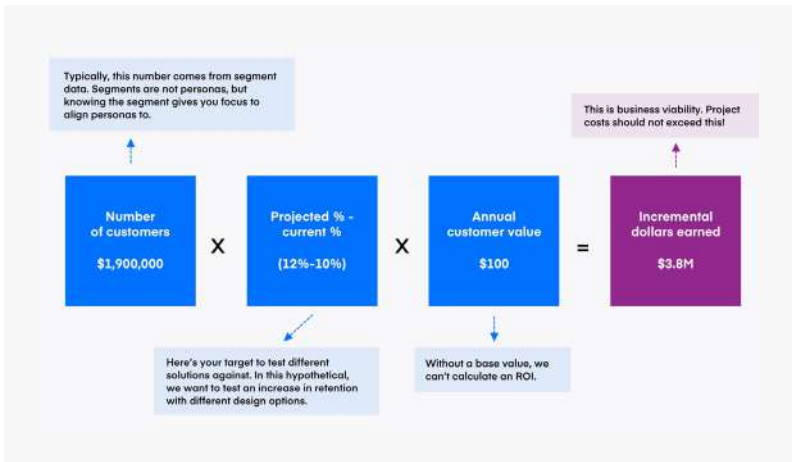 Typically, this number comes from segment
data. Segments are not personas, but
knowing the segment gives you focus to
align personas to.
This is business viability. Project
costs should not exceed this!
Number
of customers
$1,900,000
X
Projected % -
current %
(12%-10%)
X
Annual
customer value
$100
=
Incremental
dollars earned
$3.8M
Here's your target to test different
solutions against. In this hypothetical,
we want to test an increase in retention
with different design options.
Without a base value, we
can't calculate an ROI.